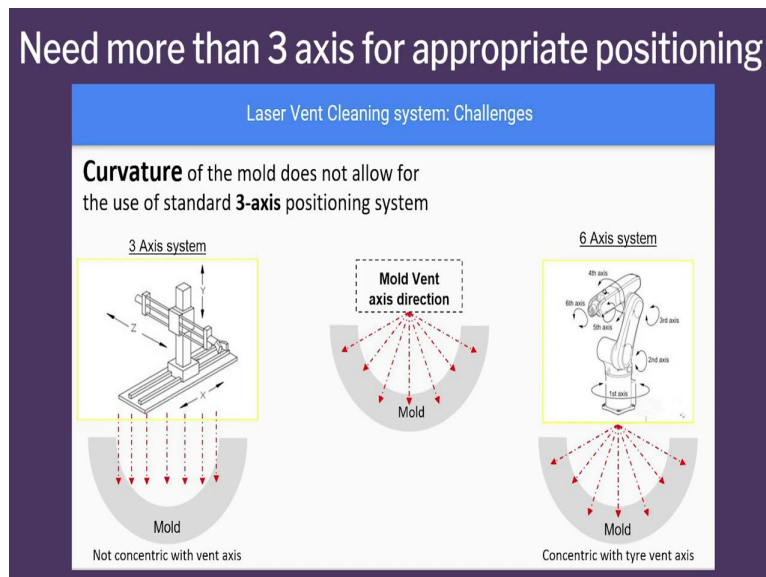 Need more than 3 axis for appropriate positioning
Laser Vent Cleaning system: Challenges
Curvature of the mold does not allow for
the use of standard 3-axis positioning system
3 Axis system
Y
Z
X
Mold
Not concentric with vent axis
Mold Vent
axis direction
Mold
6 Axis system
4th axis
6th axis
5th axis
3rd axis
2nd axis
1st axis
Mold
Concentric with tyre vent axis